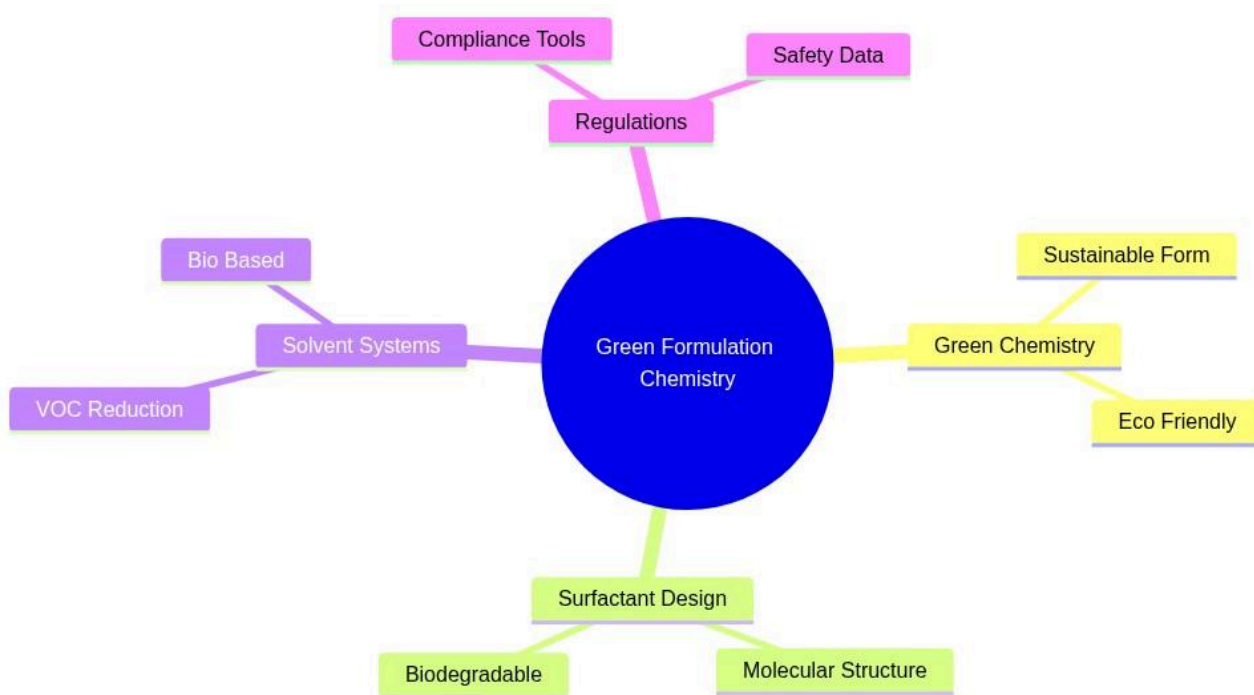 Compliance Tools
Safety Data
Regulations
Bio Based
Sustainable Form
Solvent Systems
Green Formulation
Chemistry
Green Chemistry
VOC Reduction
Eco Friendly
Surfactant Design
Biodegradable
Molecular Structure